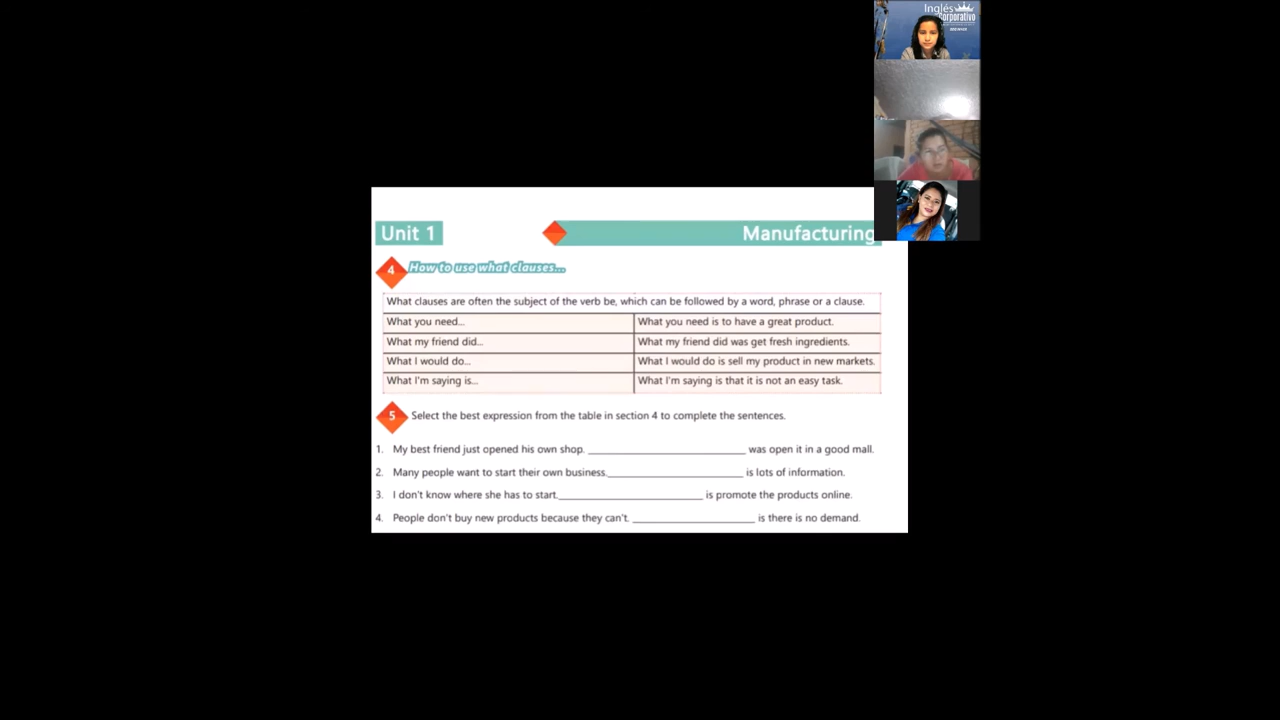 Inglés
Corporativo
Unit 1
Manufacturing
4 How to use what clauses...
What clauses are often the subject of the verb be, which can be followed by a word, phrase or a clause.
What you need... What you need is to have a great product.
What my friend did... What my friend did was get fresh ingredients.
What I would do... What I would do is sell my product in new markets.
What I'm saying is... What I'm saying is that it is not an easy task.
5 Select the best expression from the table in section 4 to complete the sentences.
1. My best friend just opened his own shop. ____________________ was open it in a good mall.
2. Many people want to start their own business.____________________ is lots of information.
3. I don't know where she has to start.____________________ is promote the products online.
4. People don't buy new products because they can't. ____________________ is there is no demand.